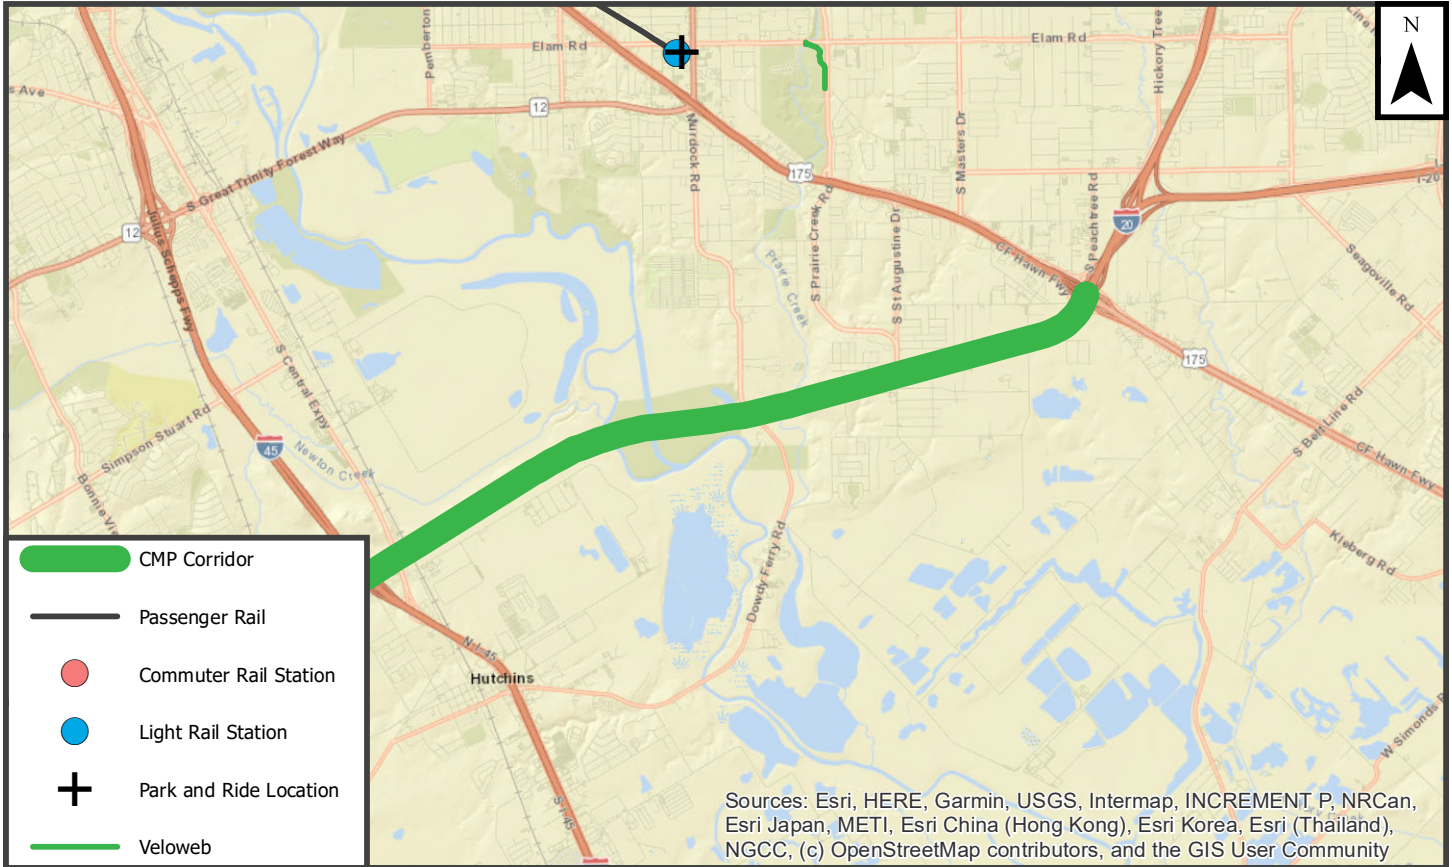 Pemberton
Elam Rd
Elam Rd
Hickory Tree
N
s Ave
12
Murdock Rd
S Masters Dr
S Great Trinity Forest Way
175
I-20
12
Julius Schepps Fwy
S Prairie Creek Rd
S St Augustine Dr
S Peachtree Rd
20
Prairie Creek
CF Hawn Fwy
Seagoville Rd
S Central Expy
175
Simpson Stuart Rd
45
Newton Creek
S Belt Line Rd
CF Hawn Fwy
Bonnie Vie
Kleberg Rd
Dowdy Ferry Rd
N I-45
Hutchins
W Simonds R
S I-45
CMP Corridor
Passenger Rail
Commuter Rail Station
Light Rail Station
Park and Ride Location
Veloweb
Sources: Esri, HERE, Garmin, USGS, Intermap, INCREMENT P, NRCan,
Esri Japan, METI, Esri China (Hong Kong), Esri Korea, Esri (Thailand),
NGCC, (c) OpenStreetMap contributors, and the GIS User Community